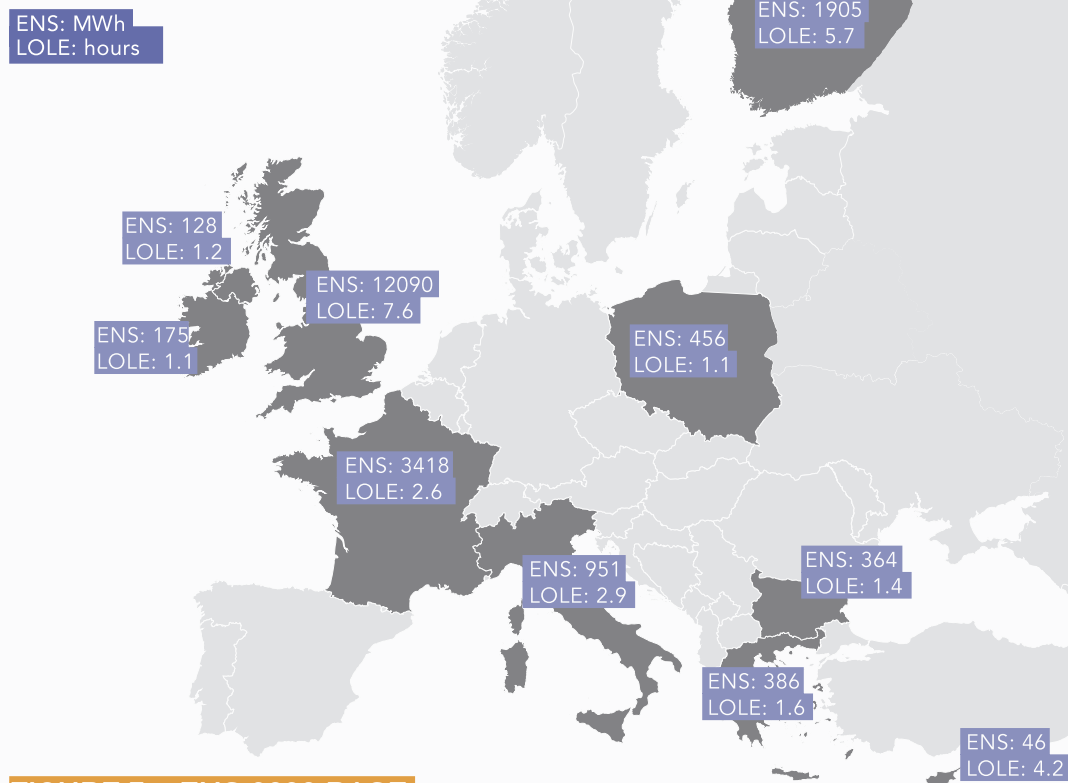 ENS: MWh
LOLE: hours
ENS: 1905
LOLE: 5.7
ENS: 128
LOLE: 1.2
ENS: 12090
LOLE: 7.6
ENS: 175
LOLE: 1.1
ENS: 456
LOLE: 1.1
ENS: 3418
LOLE: 2.6
ENS: 951
LOLE: 2.9
ENS: 364
LOLE: 1.4
ENS: 386
LOLE: 1.6
ENS: 46
LOLE: 4.2